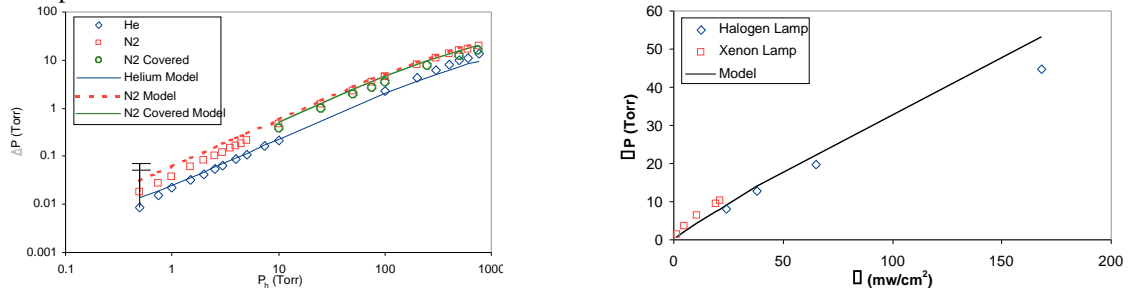 He
N2
N2 Covered
Helium Model
N2 Model
N2 Covered Model
100
10
1
0.1
0.01
0.001
ΔP (Torr)
0.1
1
10
100
1000
P_h (Torr)
Halogen Lamp
Xenon Lamp
Model
60
50
40
30
20
10
0
▯P (Torr)
0
50
100
150
200
▯ (mw/cm²)